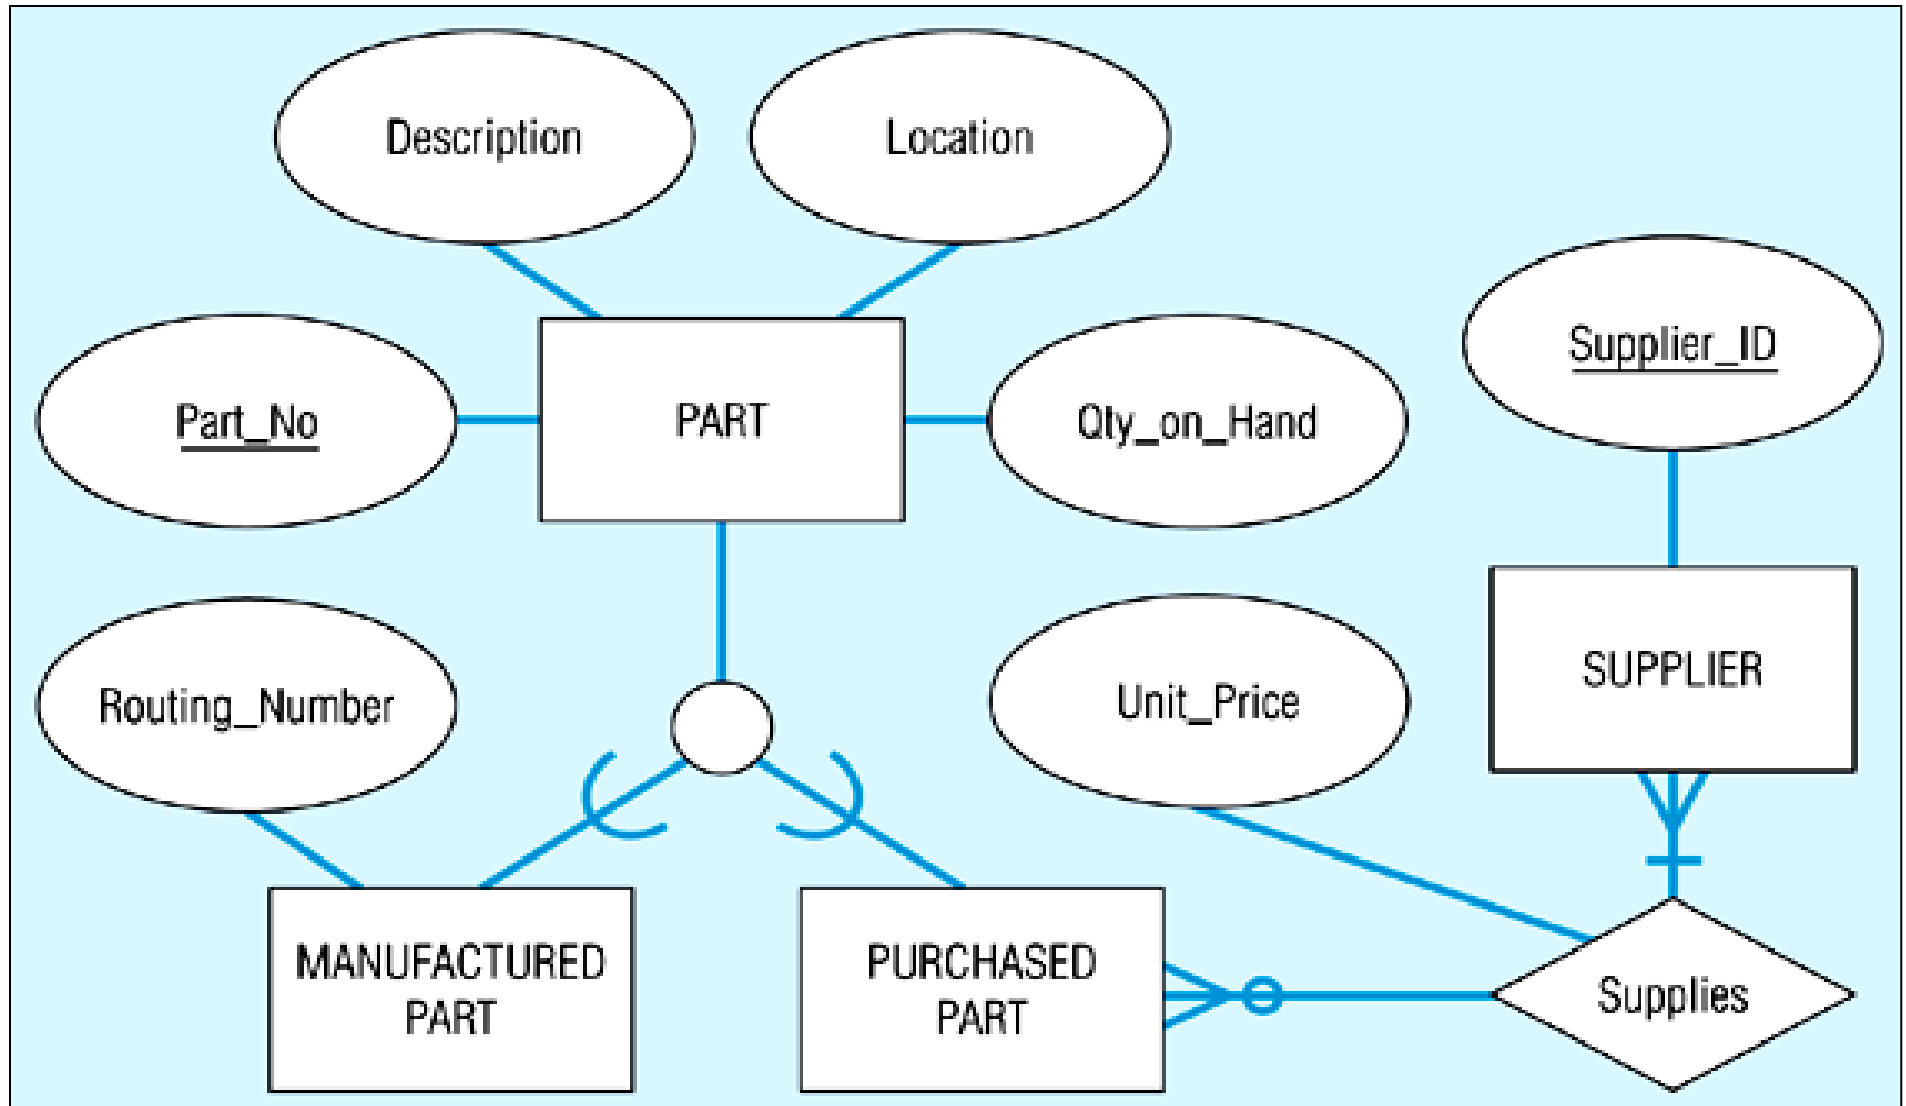 Description
Location
Supplier_ID
Part_No
PART
Qty_on_Hand
Routing_Number
Unit_Price
SUPPLIER
MANUFACTURED
PART
PURCHASED
PART
Supplies